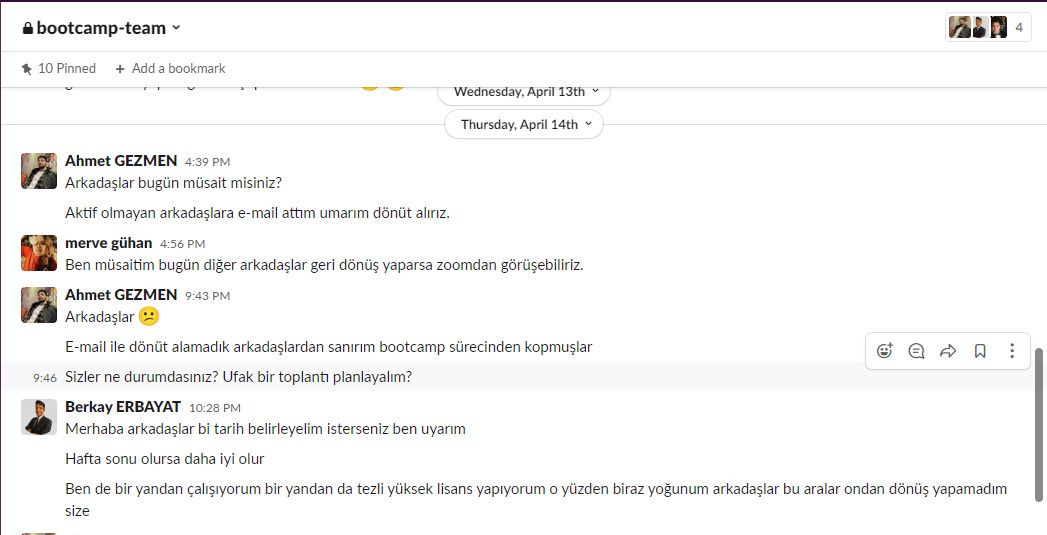 bootcamp-team
4
10 Pinned + Add a bookmark
Wednesday, April 13th
Thursday, April 14th
Ahmet GEZMEN 4:39 PM
Arkadaşlar bugün müsait misiniz?
Aktif olmayan arkadaşlara e-mail attım umarım dönüt alırız.
merve gühan 4:56 PM
Ben müsaitim bugün diğer arkadaşlar geri dönüş yaparsa zoomdan görüşebiliriz.
Ahmet GEZMEN 9:43 PM
Arkadaşlar 😕
E-mail ile dönüt alamadık arkadaşlardan sanırım bootcamp sürecinden kopmuşlar
9:46 Sizler ne durumdasınız? Ufak bir toplantı planlayalım?
Berkay ERBAYAT 10:28 PM
Merhaba arkadaşlar bi tarih belirleyelim isterseniz ben uyarım
Hafta sonu olursa daha iyi olur
Ben de bir yandan çalışıyorum bir yandan da tezli yüksek lisans yapıyorum o yüzden biraz yoğunum arkadaşlar bu aralar ondan dönüş yapamadım
size